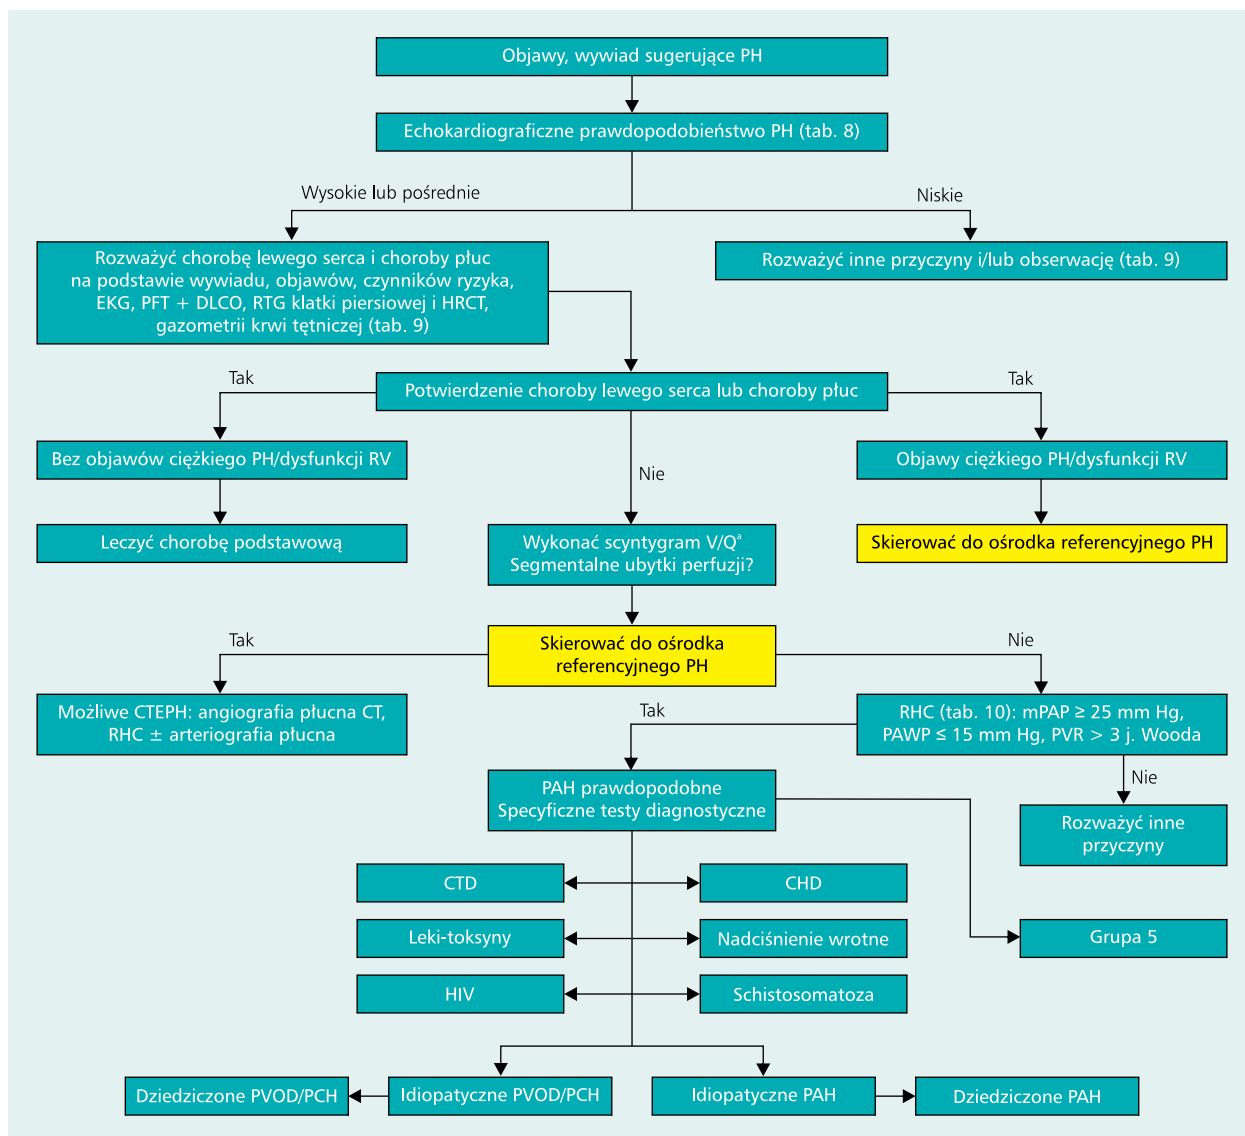 Objawy, wywiad sugerujące PH
Echokardiograficzne prawdopodobieństwo PH (tab. 8)
Wysokie lub pośrednie
Niskie
Rozważyć chorobę lewego serca i choroby płuc
na podstawie wywiadu, objawów, czynników ryzyka,
EKG, PFT + DLCO, RTG klatki piersiowej i HRCT,
gazometrii krwi tętniczej (tab. 9)
Rozważyć inne przyczyny i/lub obserwację (tab. 9)
Tak
Potwierdzenie choroby lewego serca lub choroby płuc
Tak
Bez objawów ciężkiego PH/dysfunkcji RV
Nie
Objawy ciężkiego PH/dysfunkcji RV
Leczyć chorobę podstawową
Wykonać scyntygram V/Qᵃ
Segmentalne ubytki perfuzji?
Skierować do ośrodka referencyjnego PH
Tak
Skierować do ośrodka
referencyjnego PH
Nie
Możliwe CTEPH: angiografia płucna CT,
RHC ± arteriografia płucna
Tak
RHC (tab. 10): mPAP ≥ 25 mm Hg,
PAWP ≤ 15 mm Hg, PVR > 3 j. Wooda
Nie
PAH prawdopodobne
Specyficzne testy diagnostyczne
Rozważyć inne
przyczyny
CTD
CHD
Leki-toksyny
Nadciśnienie wrotne
Grupa 5
HIV
Schistosomatoza
Dziedziczone PVOD/PCH
Idiopatyczne PVOD/PCH
Idiopatyczne PAH
Dziedziczone PAH